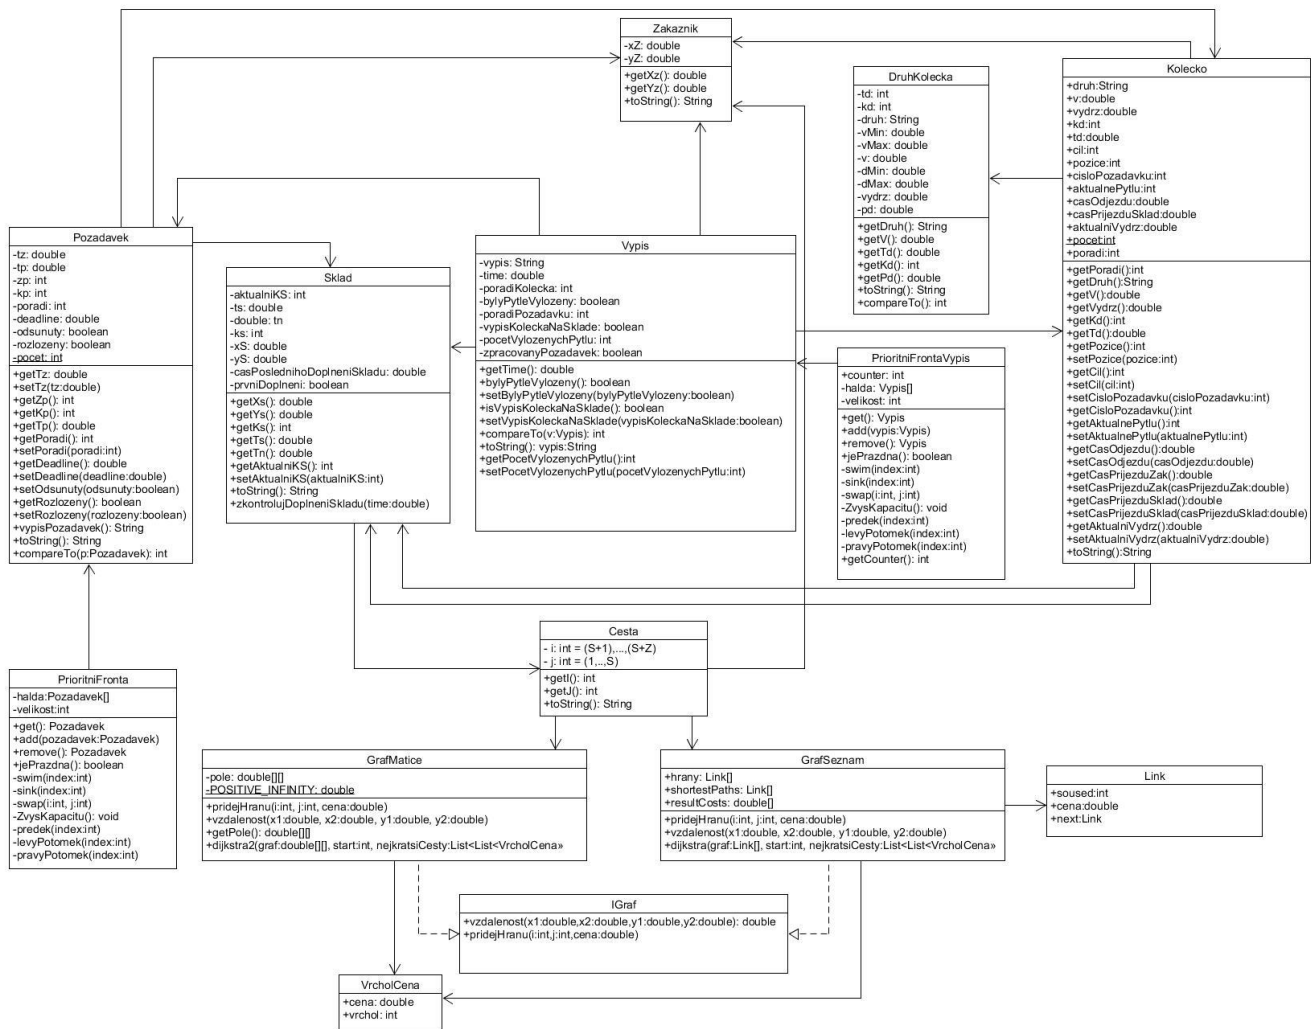 Zakaznik
-xZ: double
-yZ: double
+getXz(): double
+getYz(): double
+toString(): String
DruhKolecka
-td: int
-kd: int
-druh: String
-vMin: double
-vMax: double
-v: double
-dMin: double
-dMax: double
-vydrz: double
-pd: double
+getDruh(): String
+getV(): double
+getTd(): double
+getKd(): int
+getPd(): double
+toString(): String
+compareTo(): int
Kolecko
+druh:String
+v:double
+vydrz:double
+kd:int
+td:double
+cil:int
+pozice:int
+cisloPozadavku:int
+aktualnePytlu:int
+casOdjezdu:double
+casPrijezduSklad:double
+aktualniVydrz:double
+pocet:int
+poradi:int
+getPoradi():int
+getDruh():String
+getV():double
+getVydrz():double
+getKd():int
+getTd():double
+getPozice():int
+setPozice(pozice:int)
+getCil():int
+setCil(cil:int)
+setCisloPozadavku(cisloPozadavku:int)
+getCisloPozadavku():int
+getAktualnePytlu():int
+setAktualnePytlu(aktualnePytlu:int)
+getCasOdjezdu():double
+setCasOdjezdu(casOdjezdu:double)
+getCasPrijezduZak():double
+setCasPrijezduZak(casPrijezduZak:double)
+getCasPrijezduSklad():double
+setCasPrijezduSklad(casPrijezduSklad:double)
+getAktualniVydrz():double
+setAktualniVydrz(aktualniVydrz:double)
+toString():String
Pozadavek
-tz: double
-tp: double
-zp: int
-kp: int
-poradi: int
-deadline: double
-odsunuty: boolean
-rozlozeny: boolean
-pocet: int
+getTz: double
+setTz(tz:double)
+getZp(): int
+getKp(): int
+getTp(): double
+getPoradi(): int
+setPoradi(poradi:int)
+getDeadline(): double
+setDeadline(deadline:double)
+setOdsunuty(odsunuty:boolean)
+getRozlozeny(): boolean
+setRozlozeny(rozlozeny:boolean)
+vypisPozadavek(): String
+toString(): String
+compareTo(p:Pozadavek): int
Sklad
-aktualniKS: int
-ts: double
-double: tn
-ks: int
-xS: double
-yS: double
-casPoslednihoDoplneniSkladu: double
-prvniDoplneni: boolean
+getXs(): double
+getYs(): double
+getKs(): int
+getTs(): double
+getTn(): double
+getAktualniKS(): int
+setAktualniKS(aktualniKS:int)
+toString(): String
+zkontrolujDoplneniSkladu(time:double)
Vypis
-vypis: String
-time: double
-poradiKolecka: int
-bylyPytleVylozeny: boolean
-poradiPozadavku: int
-vypisKoleckaNaSklade: boolean
-pocetVylozenychPytlu: int
-zpracovanyPozadavek: boolean
+getTime(): double
+bylyPytleVylozeny(): boolean
+setBylyPytleVylozeny(bylyPytleVylozeny:boolean)
+isVypisKoleckaNaSklade(): boolean
+setVypisKoleckaNaSklade(vypisKoleckaNaSklade:boolean)
+compareTo(v:Vypis): int
+toString(): vypis:String
+getPocetVylozenychPytlu():int
+setPocetVylozenychPytlu(pocetVylozenychPytlu:int)
PrioritniFrontaVypis
+counter: int
-halda: Vypis[]
-velikost: int
+get(): Vypis
+add(vypis:Vypis)
+remove(): Vypis
+jePrazdna(): boolean
-swim(index:int)
-sink(index:int)
-swap(i:int, j:int)
-ZvysKapacitu(): void
-predek(index:int)
-levyPotomek(index:int)
-pravyPotomek(index:int)
+getCounter(): int
PrioritniFronta
-halda:Pozadavek[]
-velikost:int
+get(): Pozadavek
+add(pozadavek:Pozadavek)
+remove(): Pozadavek
+jePrazdna(): boolean
-swim(index:int)
-sink(index:int)
-swap(i:int, j:int)
-ZvysKapacitu(): void
-predek(index:int)
-levyPotomek(index:int)
-pravyPotomek(index:int)
Cesta
- i: int = (S+1),...,(S+Z)
- j: int = (1,..,S)
+getI(): int
+getJ(): int
+toString(): String
GrafMatice
-pole: double[][]
-POSITIVE_INFINITY: double
+pridejHranu(i:int, j:int, cena:double)
+vzdalenost(x1:double, x2:double, y1:double, y2:double)
+getPole(): double[][]
+dijkstra2(graf:double[][], start:int, nejkratsiCesty:List<List<VrcholCena»
GrafSeznam
+hrany: Link[]
+shortestPaths: Link[]
+resultCosts: double[]
+pridejHranu(i:int, j:int, cena:double)
+vzdalenost(x1:double, x2:double, y1:double, y2:double)
+dijkstra(graf:Link[], start:int, nejkratsiCesty:List<List<VrcholCena»
Link
+soused:int
+cena:double
+next:Link
IGraf
+vzdalenost(x1:double,x2:double,y1:double,y2:double): double
+pridejHranu(i:int,j:int,cena:double)
VrcholCena
+cena: double
+vrchol: int